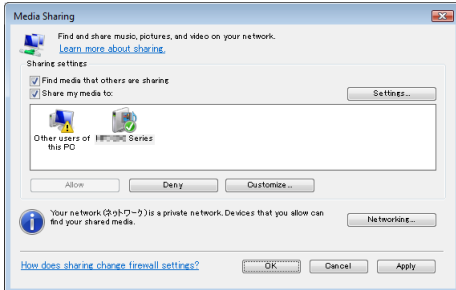 Media Sharing
Find and share music, pictures, and video on your network.
Learn more about sharing.
Sharing settings
Find media that others are sharing
Share my media to:
Settings...
Other users of
this PC
Series
Allow
Deny
Customize...
Your network (ネットワーク) is a private network. Devices that you allow can
find your shared media.
Networking...
How does sharing change firewall settings?
OK
Cancel
Apply